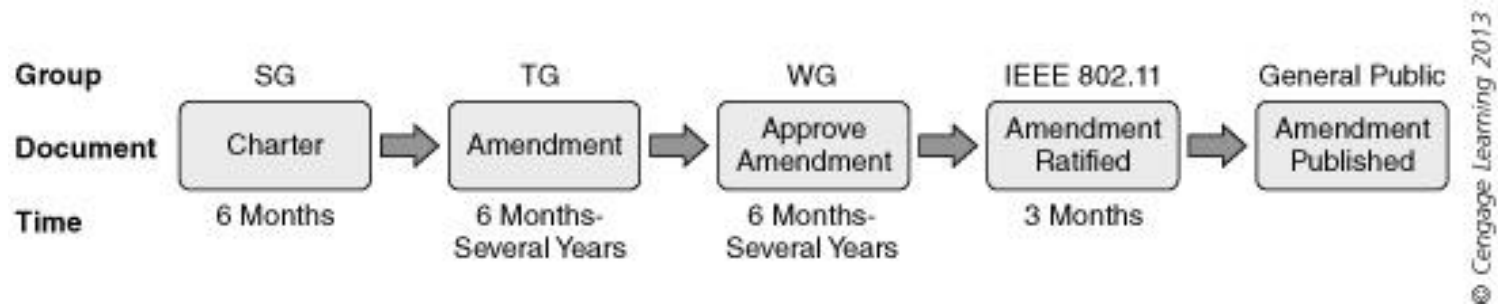 Group SG TG WG IEEE 802.11 General Public
Document Charter Amendment Approve Amendment Amendment Ratified Amendment Published
Time 6 Months 6 Months- Several Years 6 Months- Several Years 3 Months
© Cengage Learning 2013